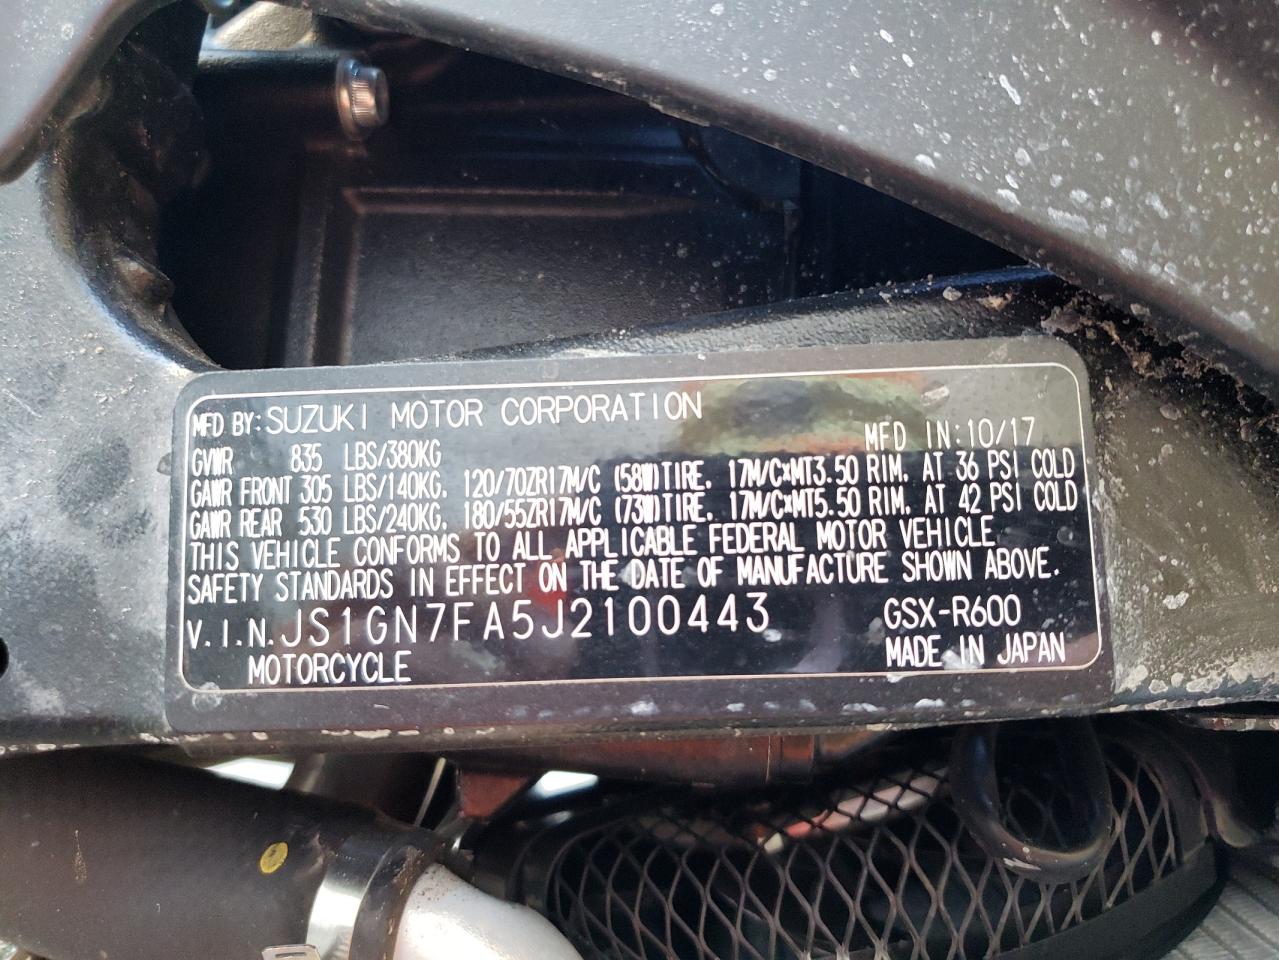 MFD BY: SUZUKI MOTOR CORPORATION
MFD IN: 10/17
GVWR 835 LBS/380KG
GAWR FRONT 305 LBS/140KG. 120/70ZR17M/C (58W)TIRE. 17M/C×MT3.50 RIM. AT 36 PSI COLD
GAWR REAR 530 LBS/240KG. 180/55ZR17M/C (73W)TIRE. 17M/C×MT5.50 RIM. AT 42 PSI COLD
THIS VEHICLE CONFORMS TO ALL APPLICABLE FEDERAL MOTOR VEHICLE
SAFETY STANDARDS IN EFFECT ON THE DATE OF MANUFACTURE SHOWN ABOVE.
V.I.N. JS1GN7FA5J2100443 GSX-R600
MOTORCYCLE MADE IN JAPAN